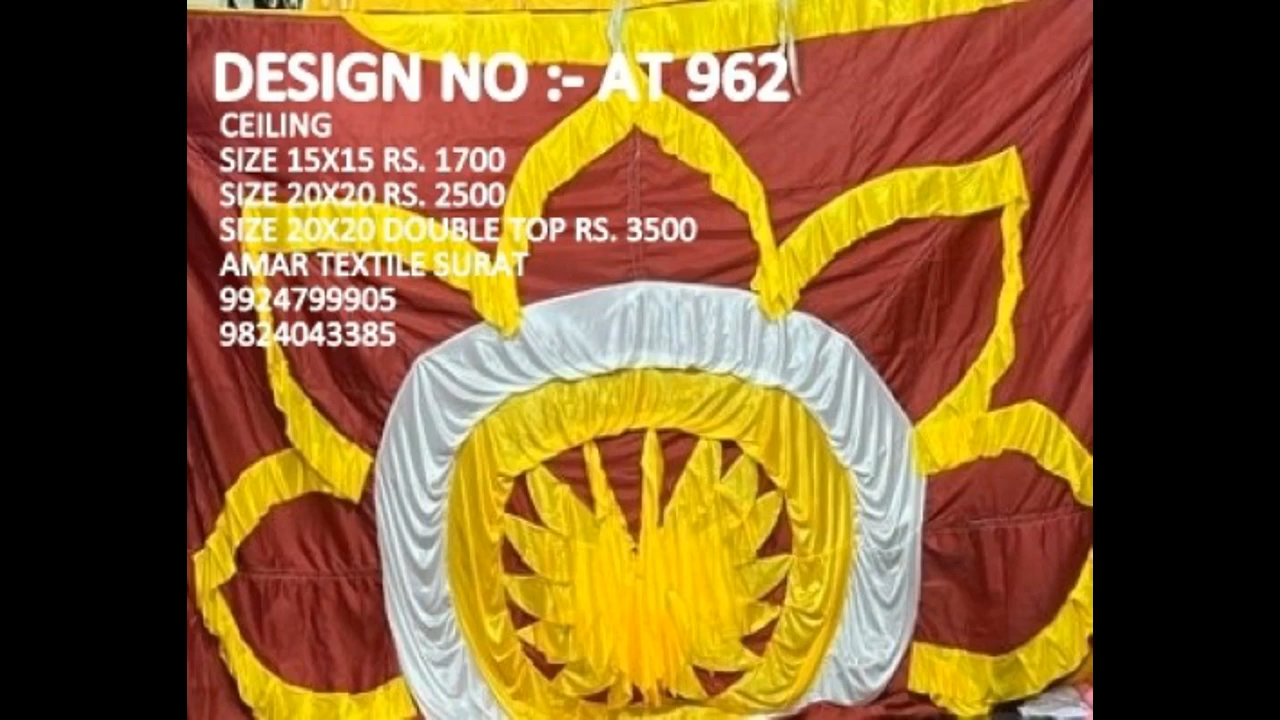 DESIGN NO :- AT 962
CEILING
SIZE 15X15 RS. 1700
SIZE 20X20 RS. 2500
SIZE 20X20 DOUBLE TOP RS. 3500
AMAR TEXTILE SURAT
9924799905
9824043385